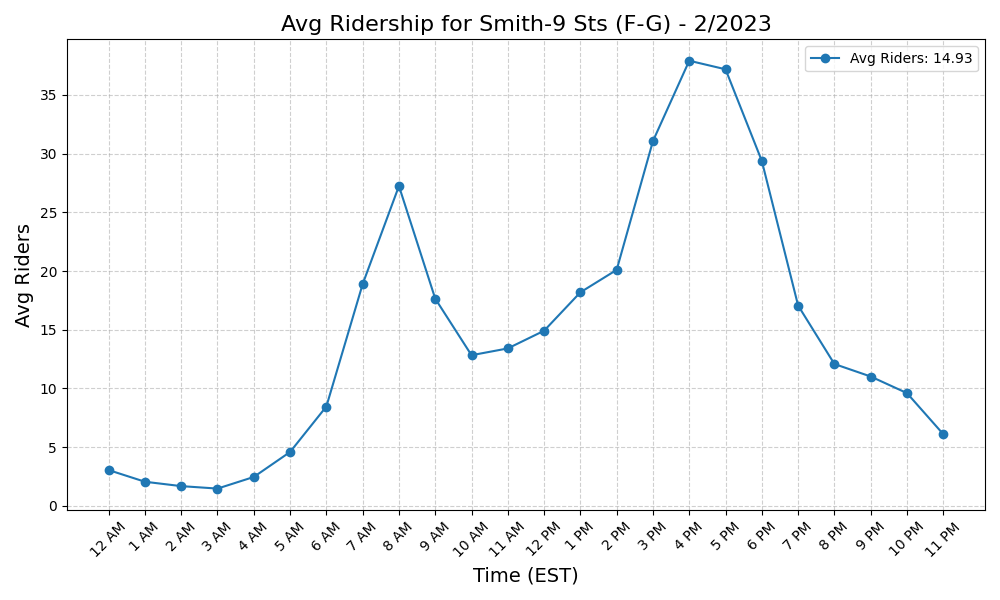 Avg Ridership for Smith-9 Sts (F-G) - 2/2023
Avg Riders: 14.93
Avg Riders
35
30
25
20
15
10
5
0
12 AM
1 AM
2 AM
3 AM
4 AM
5 AM
6 AM
7 AM
8 AM
9 AM
10 AM
11 AM
12 PM
1 PM
2 PM
3 PM
4 PM
5 PM
6 PM
7 PM
8 PM
9 PM
10 PM
11 PM
Time (EST)